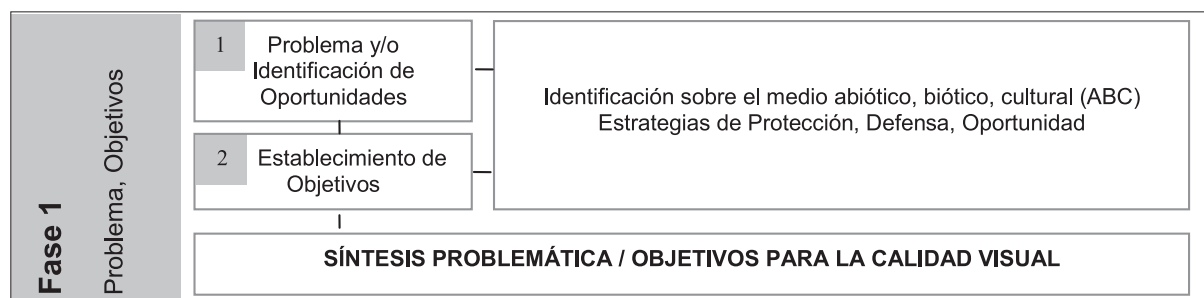 Fase 1
Problema, Objetivos
1
Problema y/o
Identificación de
Oportunidades
2
Establecimiento de
Objetivos
Identificación sobre el medio abiótico, biótico, cultural (ABC)
Estrategias de Protección, Defensa, Oportunidad
SÍNTESIS PROBLEMÁTICA / OBJETIVOS PARA LA CALIDAD VISUAL